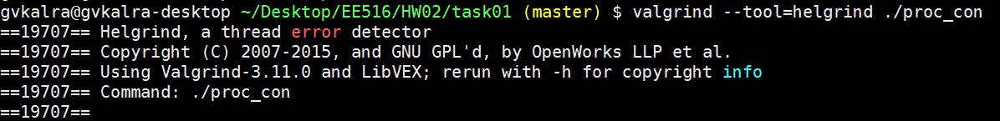 gvkalra@gvkalra-desktop ~/Desktop/EE516/HW02/task01 (master) $ valgrind --tool=helgrind ./proc_con
==19707== Helgrind, a thread error detector
==19707== Copyright (C) 2007-2015, and GNU GPL'd, by OpenWorks LLP et al.
==19707== Using Valgrind-3.11.0 and LibVEX; rerun with -h for copyright info
==19707== Command: ./proc_con
==19707==